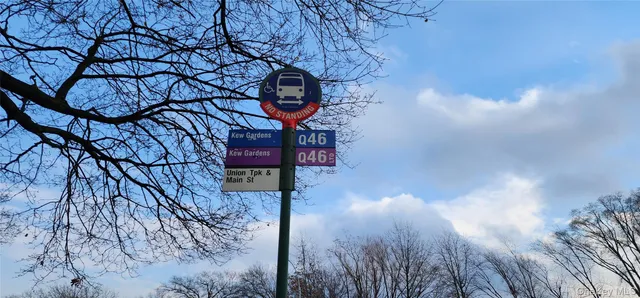 NO STANDING
Kew Gardens Q46
Kew Gardens Q46
Union Tpk &
Main St
OneKey MLS